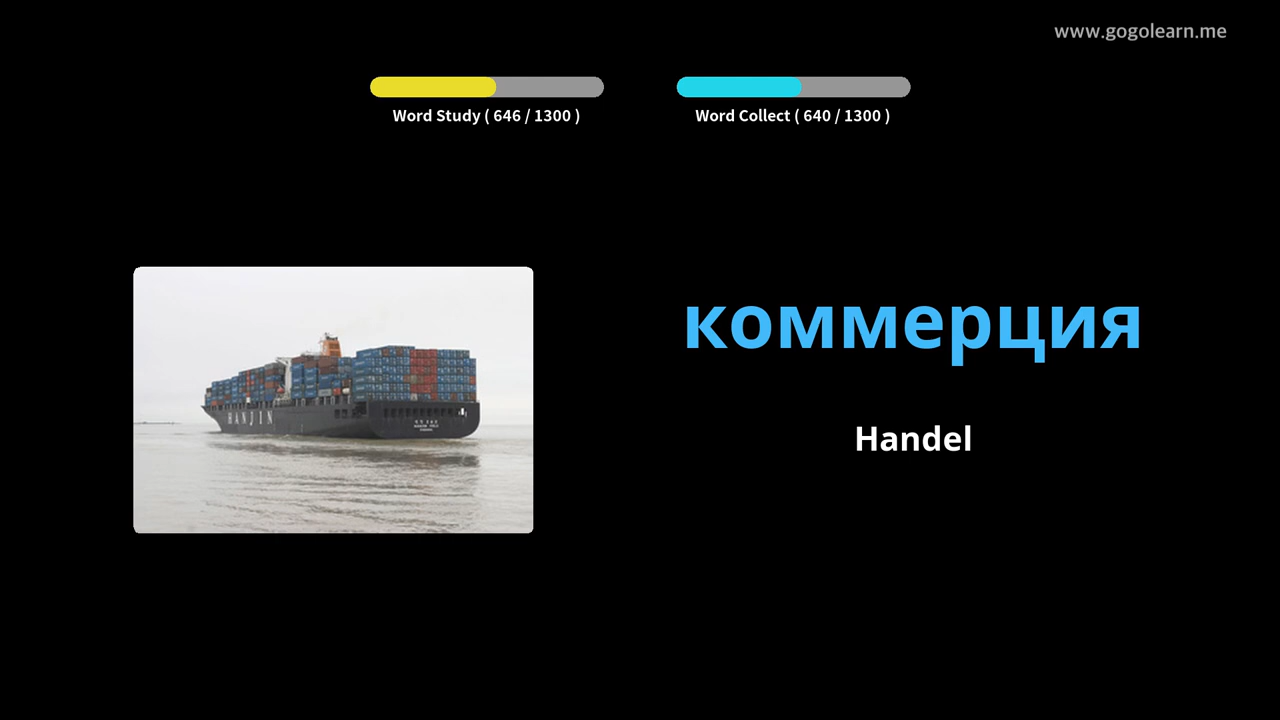 www.gogolearn.me
Word Study ( 646 / 1300 )
Word Collect ( 640 / 1300 )
коммерция
Handel
HANJIN